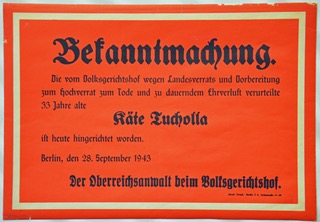 Bekanntmachung.
Die vom Volksgerichtshof wegen Landesverrats und Vorbereitung
zum Hochverrat zum Tode und zu dauerndem Ehrverlust verurteilte
33 Jahre alte
Käte Tucholla
ist heute hingerichtet worden.
Berlin, den 28. September 1943
Der Oberreichsanwalt beim Volksgerichtshof.